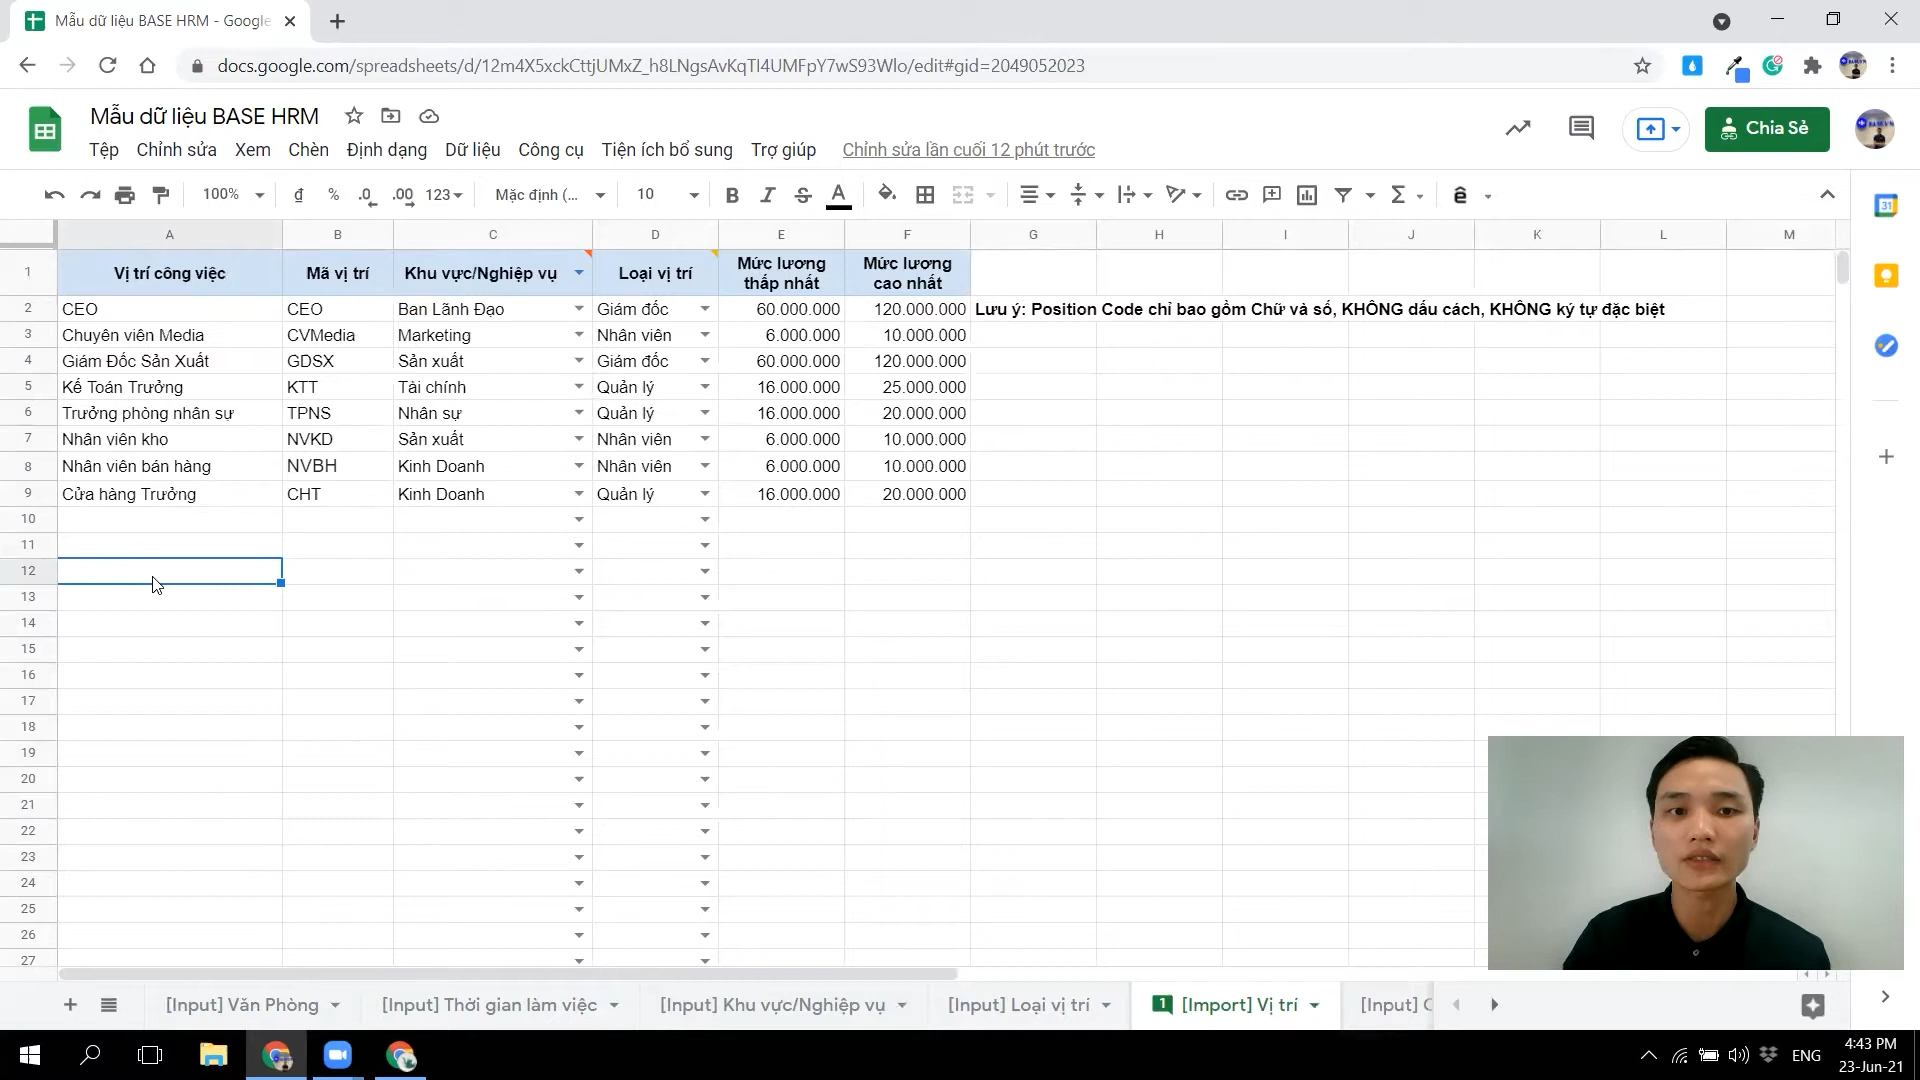 Mẫu dữ liệu BASE HRM - Google
docs.google.com/spreadsheets/d/12m4X5xckCttjUMxZ_h8LNgsAvKqTI4UMFpY7wS93Wlo/edit#gid=2049052023
Mẫu dữ liệu BASE HRM
Tệp Chỉnh sửa Xem Chèn Định dạng Dữ liệu Công cụ Tiện ích bổ sung Trợ giúp Chỉnh sửa lần cuối 12 phút trước
Chia Sẻ
100% đ % .0 .00 123 Mặc định (... 10 B I S A
A B C D E F G H I J K L M
1 Vị trí công việc Mã vị trí Khu vực/Nghiệp vụ Loại vị trí Mức lương thấp nhất Mức lương cao nhất
2 CEO CEO Ban Lãnh Đạo Giám đốc 60.000.000 120.000.000 Lưu ý: Position Code chỉ bao gồm Chữ và số, KHÔNG dấu cách, KHÔNG ký tự đặc biệt
3 Chuyên viên Media CVMedia Marketing Nhân viên 6.000.000 10.000.000
4 Giám Đốc Sản Xuất GDSX Sản xuất Giám đốc 60.000.000 120.000.000
5 Kế Toán Trưởng KTT Tài chính Quản lý 16.000.000 25.000.000
6 Trưởng phòng nhân sự TPNS Nhân sự Quản lý 16.000.000 20.000.000
7 Nhân viên kho NVKD Sản xuất Nhân viên 6.000.000 10.000.000
8 Nhân viên bán hàng NVBH Kinh Doanh Nhân viên 6.000.000 10.000.000
9 Cửa hàng Trưởng CHT Kinh Doanh Quản lý 16.000.000 20.000.000
10
11
12
13
14
15
16
17
18
19
20
21
22
23
24
25
26
27
[Input] Văn Phòng [Input] Thời gian làm việc [Input] Khu vực/Nghiệp vụ [Input] Loại vị trí 1 [Import] Vị trí [Input]
ENG
4:43 PM
23-Jun-21